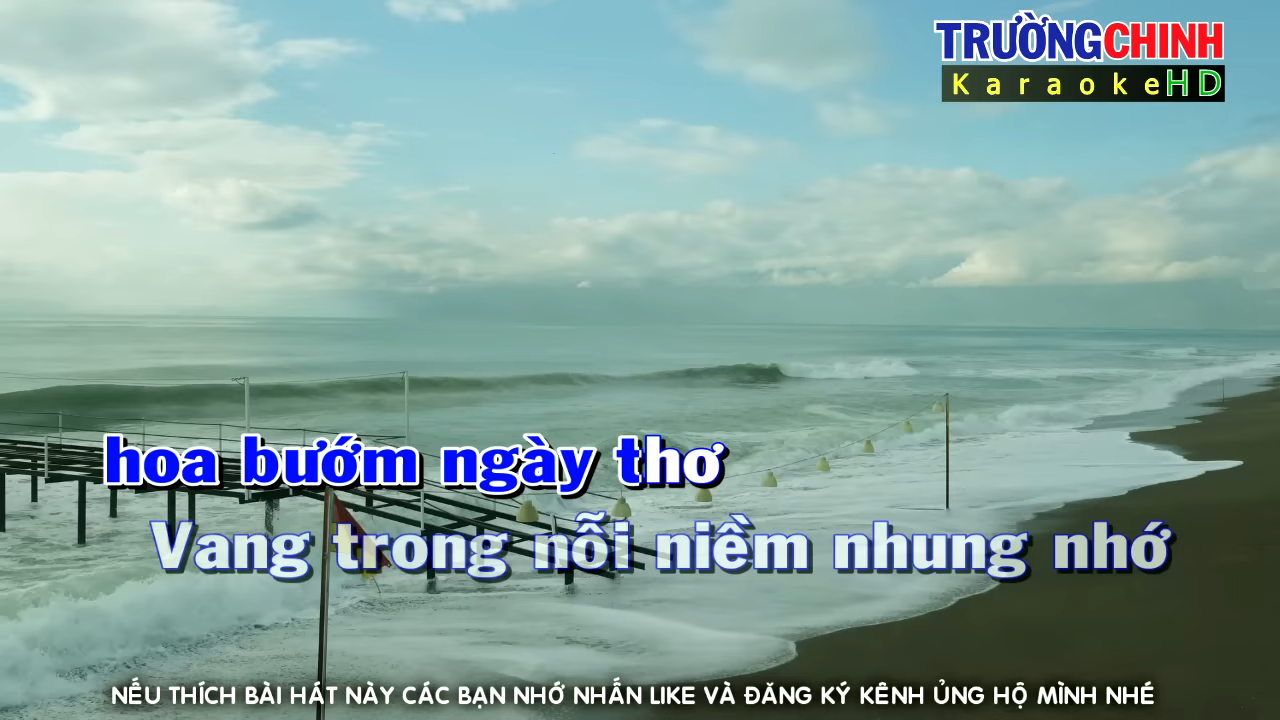 TRƯỜNGCHINH
KaraokeHD
hoa bướm ngày thơ
Vang trong nỗi niềm nhung nhớ
NẾU THÍCH BÀI HÁT NÀY CÁC BẠN NHỚ NHẤN LIKE VÀ ĐĂNG KÝ KÊNH ỦNG HỘ MÌNH NHÉ